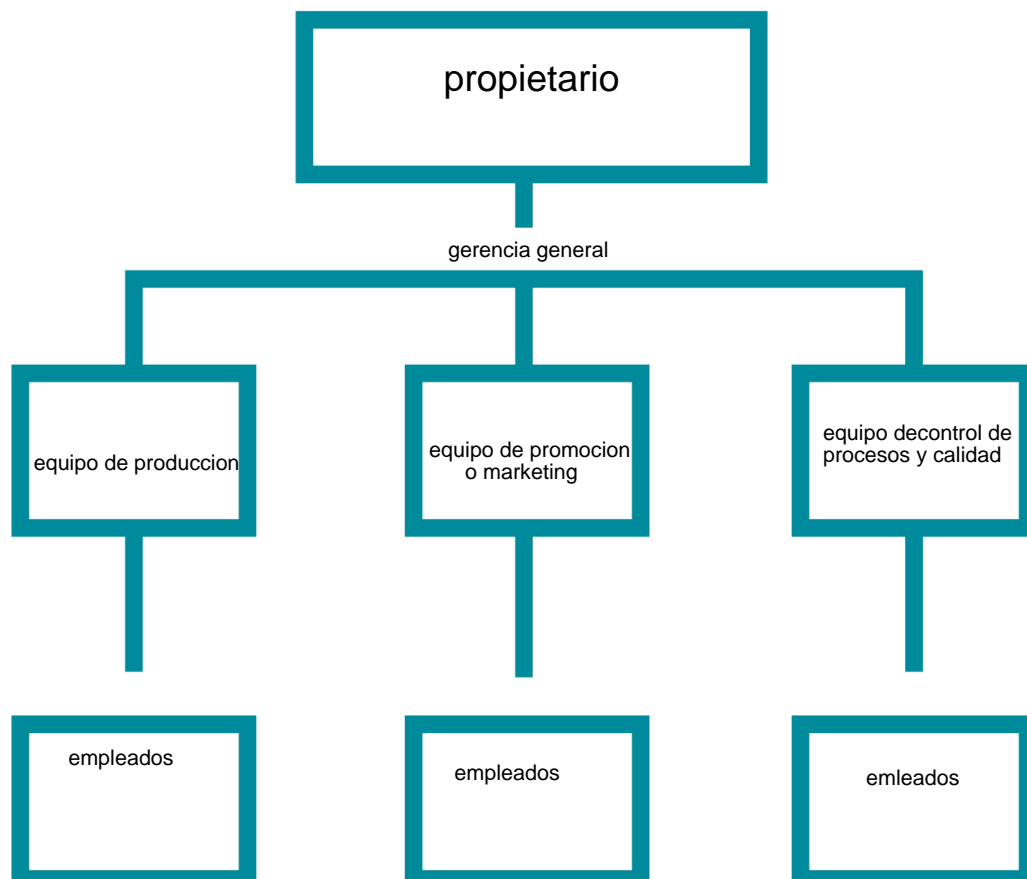 propietario
gerencia general
equipo de produccion
equipo de promocion
o marketing
equipo decontrol de
procesos y calidad
empleados
empleados
emleados